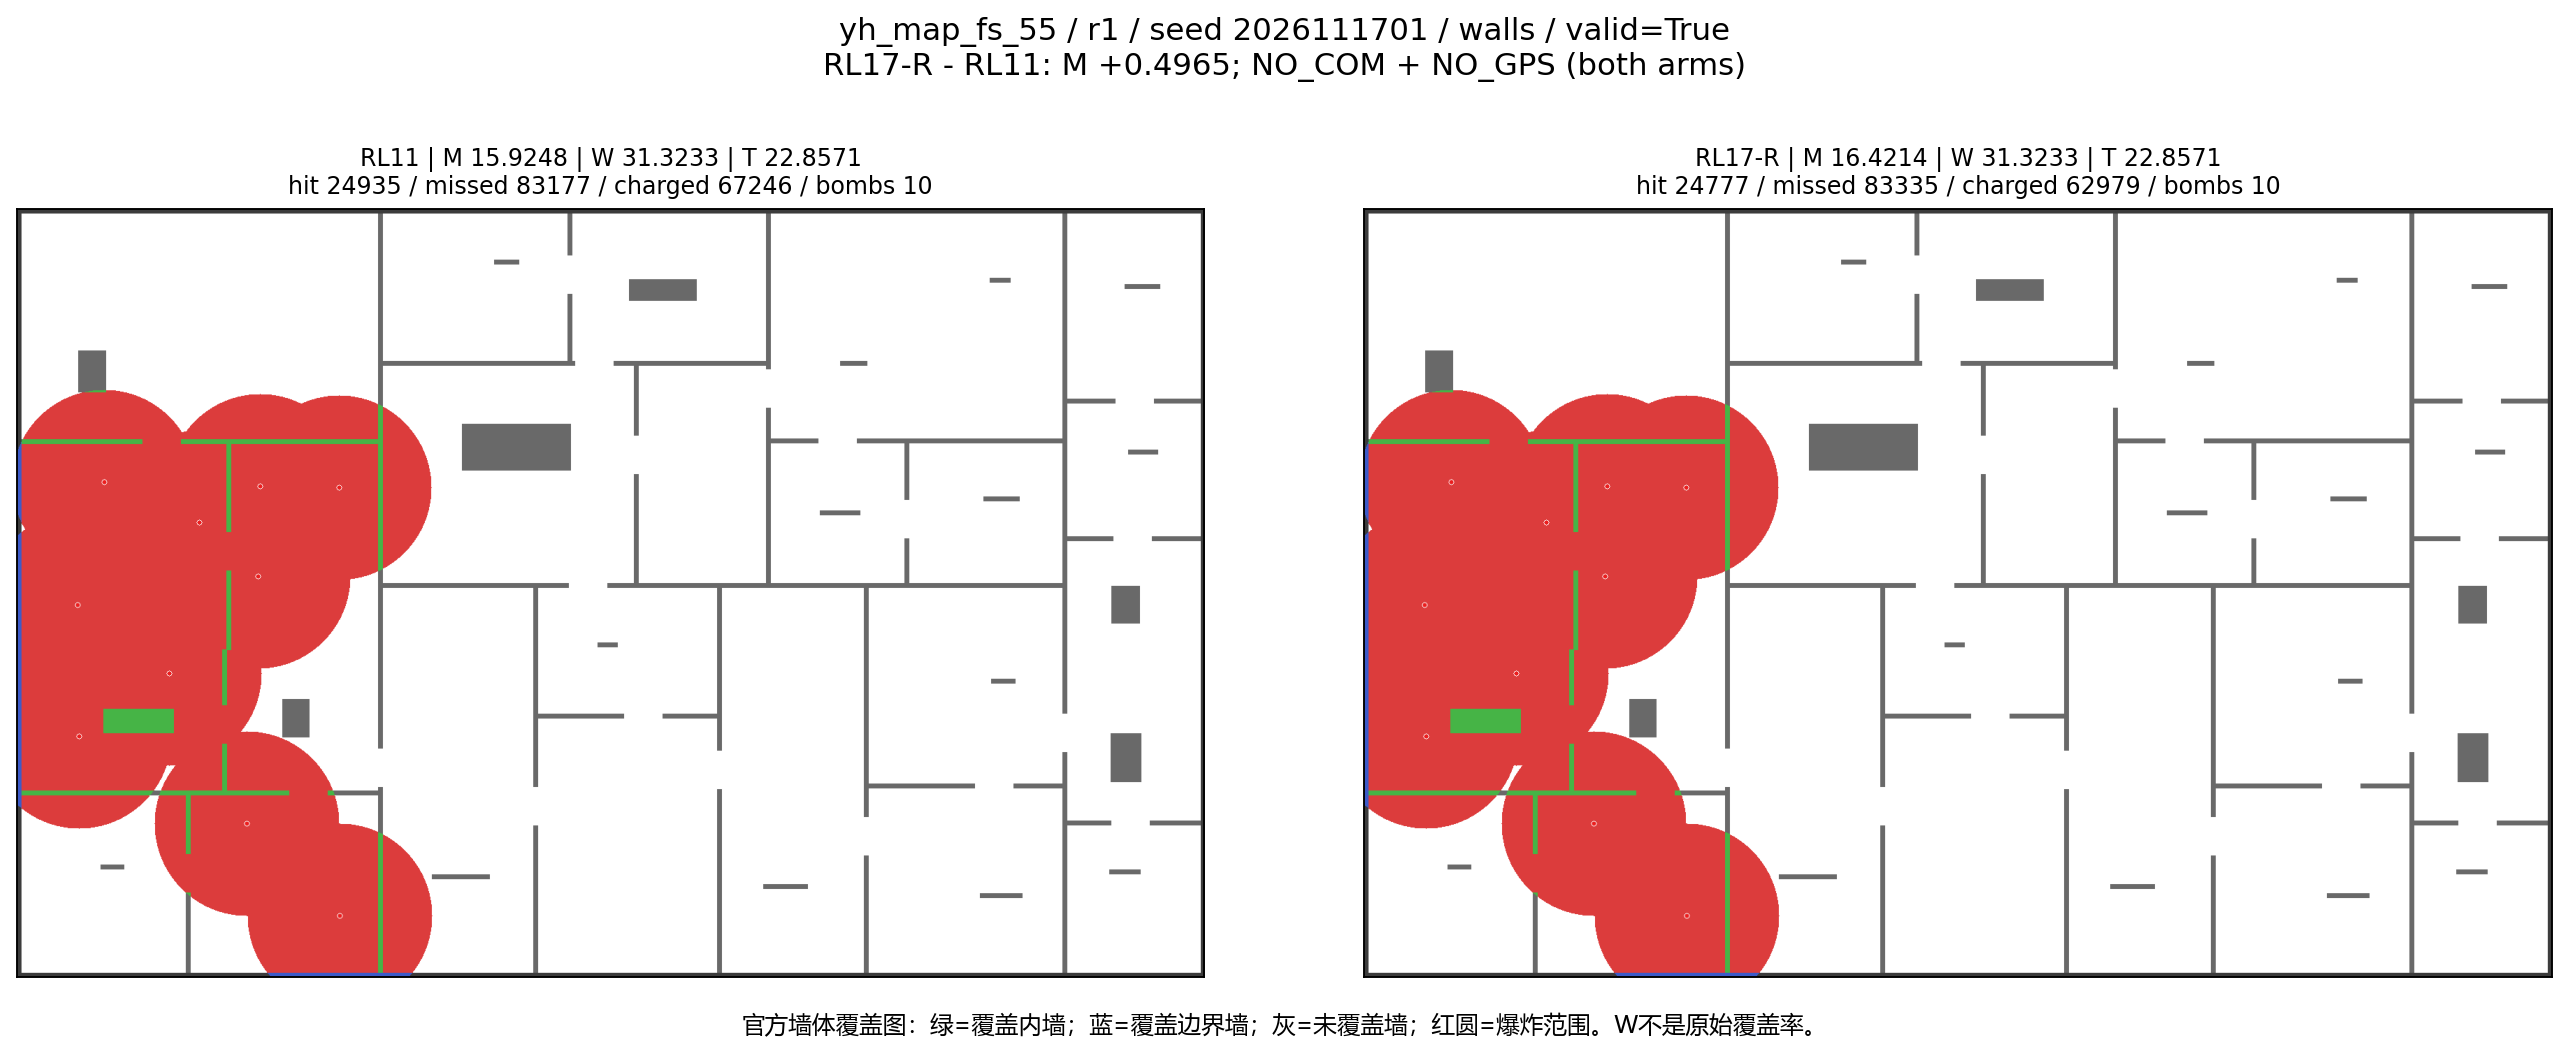 yh_map_fs_55 / r1 / seed 2026111701 / walls / valid=True
RL17-R - RL11: M +0.4965; NO_COM + NO_GPS (both arms)
RL11 | M 15.9248 | W 31.3233 | T 22.8571
hit 24935 / missed 83177 / charged 67246 / bombs 10
RL17-R | M 16.4214 | W 31.3233 | T 22.8571
hit 24777 / missed 83335 / charged 62979 / bombs 10
官方墙体覆盖图：绿=覆盖内墙；蓝=覆盖边界墙；灰=未覆盖墙；红圆=爆炸范围。W不是原始覆盖率。